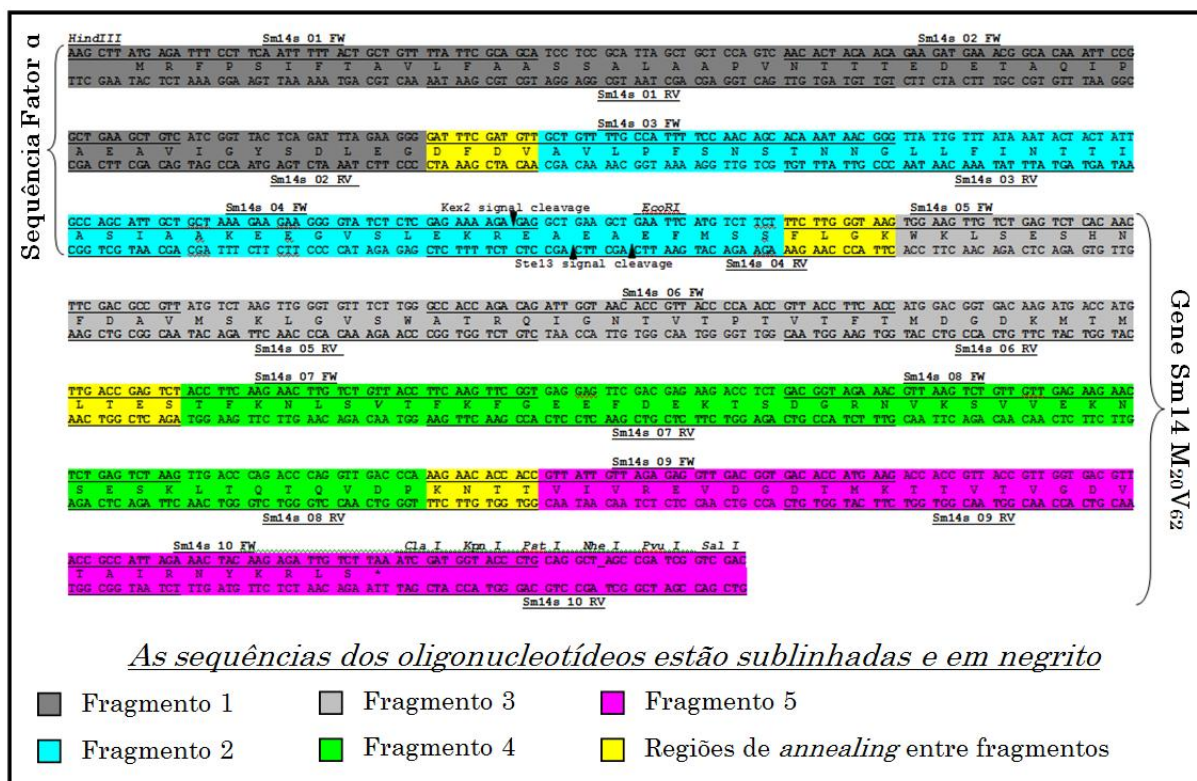 HindIII Sm14s 01 FW Sm14s 02 FW
AAG CTT ATG AGA TTT CCT TCA ATT TTT ACT GCT GTT TTA TTC GCA GCA TCC TCC GCA TTA GCT GCT CCA GTC AAC ACT ACA ACA GAA GAT GAA ACG GCA CAA ATT CCG
M R F P S I F T A V L F A A S S A L A A P V N T T T E D E T A Q I P
TTC GAA TAC TCT AAA GGA AGT TAA AAA TGA CGT CAA AAT AAG CGT CGT AGG AGG CGT AAT CGA CGA GGT CAG TTG TGA TGT TGT CTT CTA CTT TGC CGT GTT TAA GGC
Sm14s 01 RV
Sm14s 03 FW
GCT GAA GCT GTC ATC GGT TAC TCA GAT TTA GAA GGG GAT TTC GAT GTT GCT GTT TTG CCA TTT TCC AAC AGC ACA AAT AAC GGG TTA TTG TTT ATA AAT ACT ACT ATT
A E A V I G Y S D L E G D F D V A V L P F S N S T N N G L L F I N T T I
CGA CTT CGA CAG TAG CCA ATG AGT CTA AAT CTT CCC CTA AAG CTA CAA CGA CAA AAC GGT AAA AGG TTG TCG TGT TTA TTG CCC AAT AAC AAA TAT TTA TGA TGA TAA
Sm14s 02 RV Sm14s 03 RV
Sm14s 04 FW Kex2 signal cleavage EcoRI Sm14s 05 FW
GCC AGC ATT GCT GCT AAA GAA GAA GGG GTA TCT CTC GAG AAA AGA GAG GCT GAA GCT GAA TTC ATG TCT TCT TTC TTG GGT AAG TGG AAG TTG TCT GAG TCT CAC AAC
A S I A A K E E G V S L E K R E A E A E F M S S F L G K W K L S E S H N
CGG TCG TAA CGA CGA TTT CTT CTT CCC CAT AGA GAG CTC TTT TCT CTC CGA CTT CGA CTT AAG TAC AGA AGA AAG AAC CCA TTC ACC TTC AAC AGA CTC AGA GTG TTG
Ste13 signal cleavage Sm14s 04 RV
Sm14s 06 FW
TTC GAC GCC GTT ATG TCT AAG TTG GGT GTT TCT TGG GCC ACC AGA CAG ATT GGT AAC ACC GTT ACC CCA ACC GTT ACC TTC ACC ATG GAC GGT GAC AAG ATG ACC ATG
F D A V M S K L G V S W A T R Q I G N T V T P T V T F T M D G D K M T M
AAG CTG CGG CAA TAC AGA TTC AAC CCA CAA AGA ACC CGG TGG TCT GTC TAA CCA TTG TGG CAA TGG GGT TGG CAA TGG AAG TGG TAC CTG CCA CTG TTC TAC TGG TAC
Sm14s 05 RV Sm14s 06 RV
Sm14s 07 FW Sm14s 08 FW
TTG ACC GAG TCT ACC TTC AAG AAC TTG TCT GTT ACC TTC AAG TTC GGT GAG GAG TTC GAC GAG AAG ACC TCT GAC GGT AGA AAC GTT AAG TCT GTT GTT GAG AAG AAC
L T E S T F K N L S V T F K F G E E F D E K T S D G R N V K S V V E K N
AAC TGG CTC AGA TGG AAG TTC TTG AAC AGA CAA TGG AAG TTC AAG CCA CTC CTC AAG CTG CTC TTC TGG AGA CTG CCA TCT TTG CAA TTC AGA CAA CAA CTC TTC TTG
Sm14s 07 RV
Sm14s 09 FW
TCT GAG TCT AAG TTG ACC CAG ACC CAG GTT GAC CCA AAG AAC ACC ACC GTT ATT GTT AGA GAG GTT GAC GGT GAC ACC ATG AAG ACC ACC GTT ACC GTT GGT GAC GTT
S E S K L T Q T Q V D P K N T T V I V R E V D G D T M K T T V T V G D V
AGA CTC AGA TTC AAC TGG GTC TGG GTC CAA CTG GGT TTC TTG TGG TGG CAA TAA CAA TCT CTC CAA CTG CCA CTG TGG TAC TTC TGG TGG CAA TGG CAA CCA CTG CAA
Sm14s 08 RV Sm14s 09 RV
Sm14s 10 FW Cla I Kpn I Pst I Nhe I Pvu I Sal I
ACC GCC ATT AGA AAC TAC AAG AGA TTG TCT TAA ATC GAT GGT ACC CTG CAG GCT AGC CGA TCG GTC GAG
T A I R N Y K R L S *
TGG CGG TAA TCT TTG ATG TTC TCT AAC AGA ATT TAG CTA CCA TGG GAC GTC CGA TCG GCT AGC CAG CTG
Sm14s 10 RV
Sequência Fator α
Gene Sm14 M20V62
As sequências dos oligonucleotídeos estão sublinhadas e em negrito
Fragmento 1 Fragmento 3 Fragmento 5
Fragmento 2 Fragmento 4 Regiões de annealing entre fragmentos